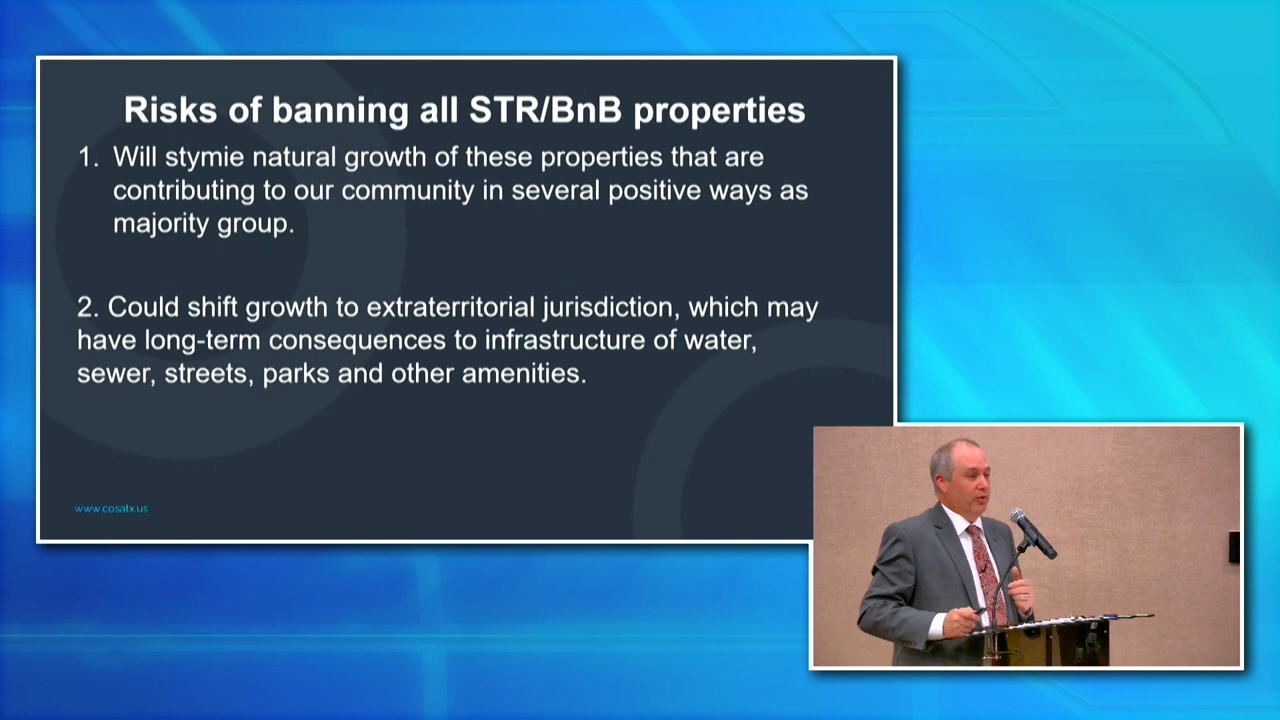 Risks of banning all STR/BnB properties
1. Will stymie natural growth of these properties that are
contributing to our community in several positive ways as
majority group.
2. Could shift growth to extraterritorial jurisdiction, which may
have long-term consequences to infrastructure of water,
sewer, streets, parks and other amenities.
www.cosatx.us